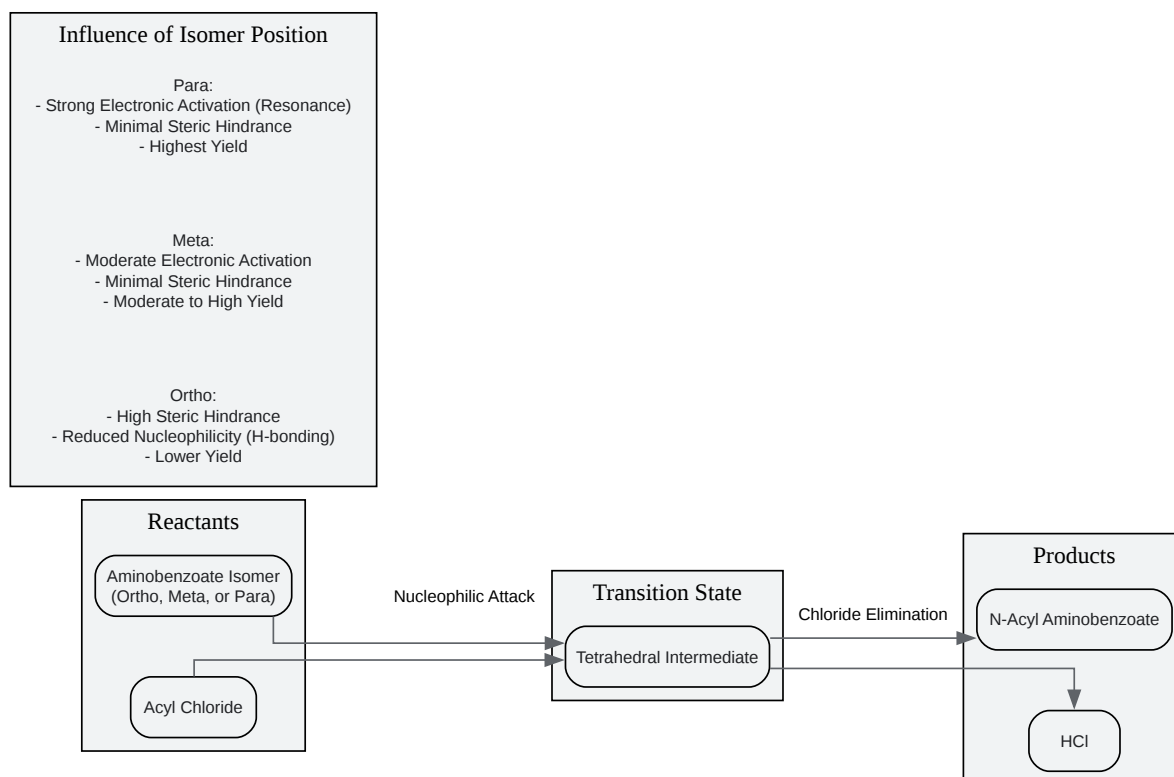 Influence of Isomer Position
Para:
- Strong Electronic Activation (Resonance)
- Minimal Steric Hindrance
- Highest Yield
Meta:
- Moderate Electronic Activation
- Minimal Steric Hindrance
- Moderate to High Yield
Ortho:
- High Steric Hindrance
- Reduced Nucleophilicity (H-bonding)
- Lower Yield
Reactants
Aminobenzoate Isomer
(Ortho, Meta, or Para)
Acyl Chloride
Nucleophilic Attack
Transition State
Tetrahedral Intermediate
Chloride Elimination
Products
N-Acyl Aminobenzoate
HCl